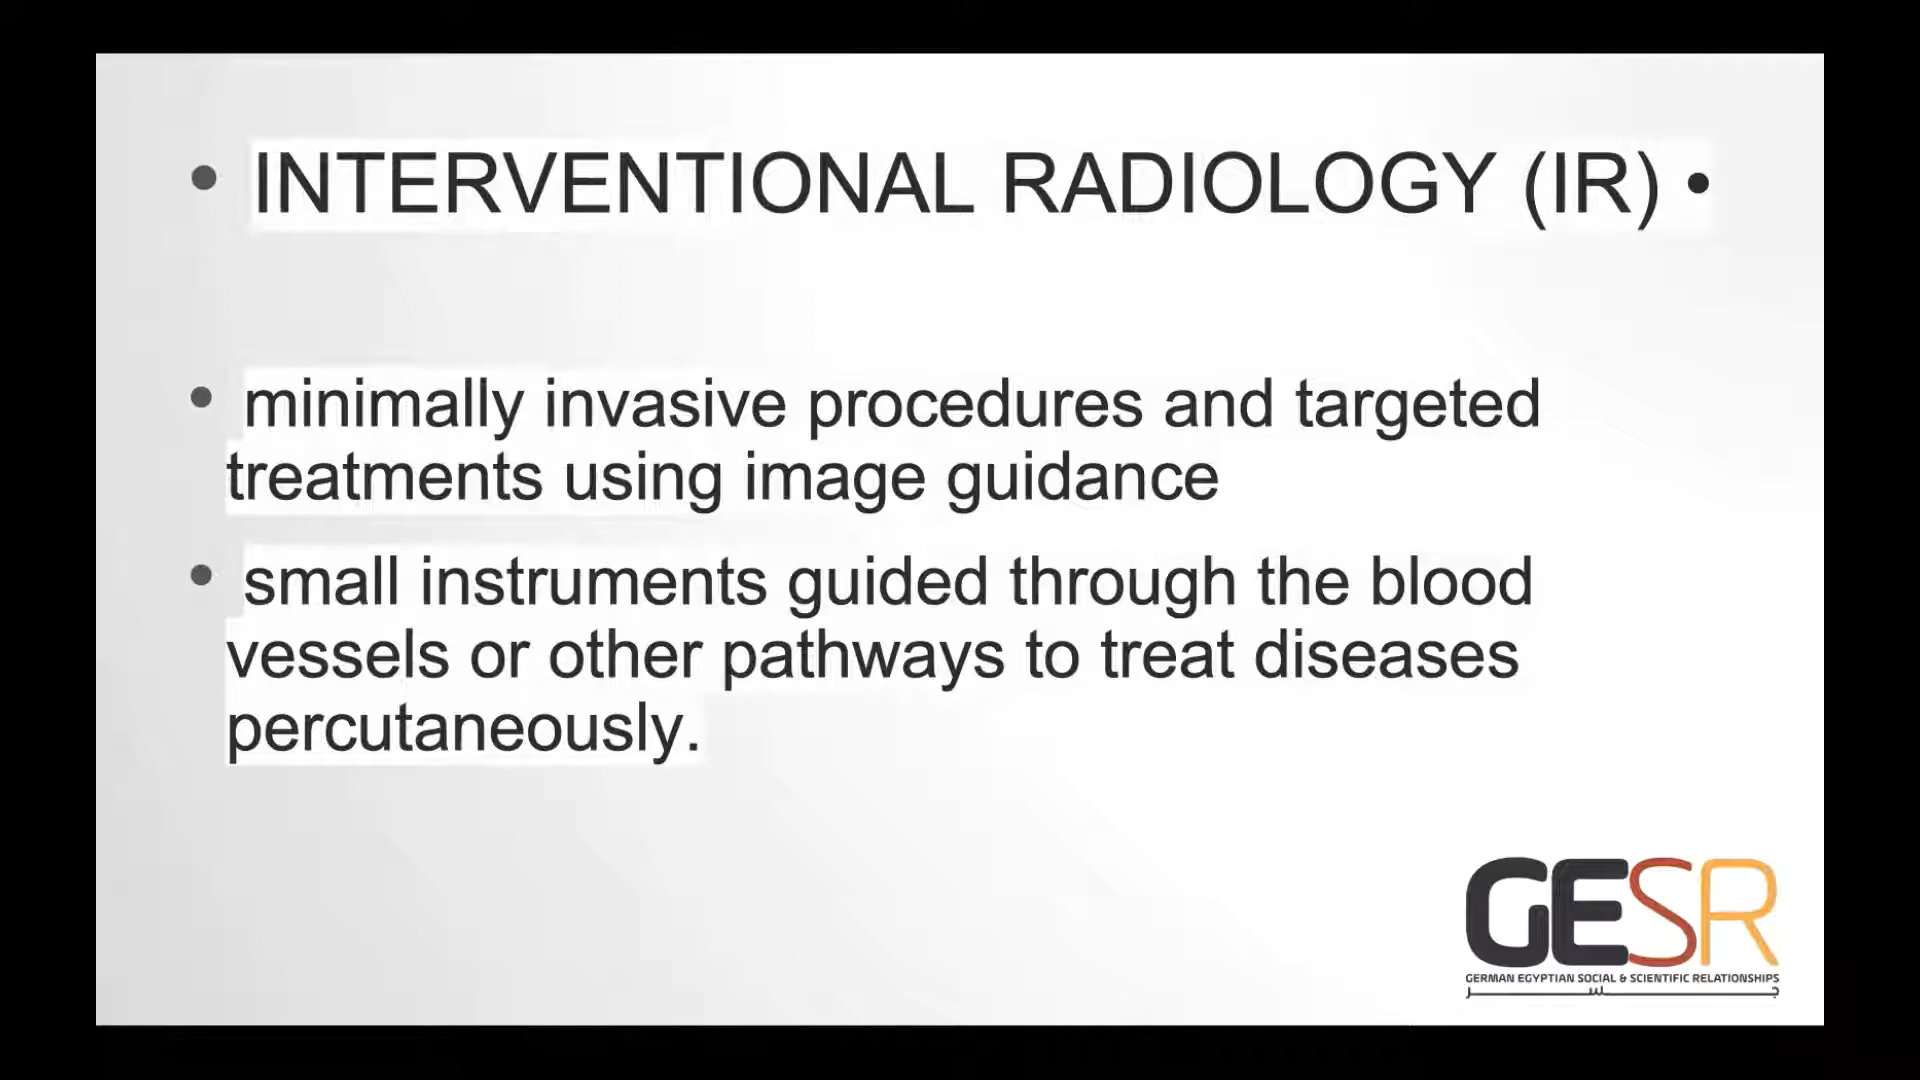 • INTERVENTIONAL RADIOLOGY (IR) •
• minimally invasive procedures and targeted
treatments using image guidance
• small instruments guided through the blood
vessels or other pathways to treat diseases
percutaneously.
GESR
GERMAN EGYPTIAN SOCIAL & SCIENTIFIC RELATIONSHIPS
جسر